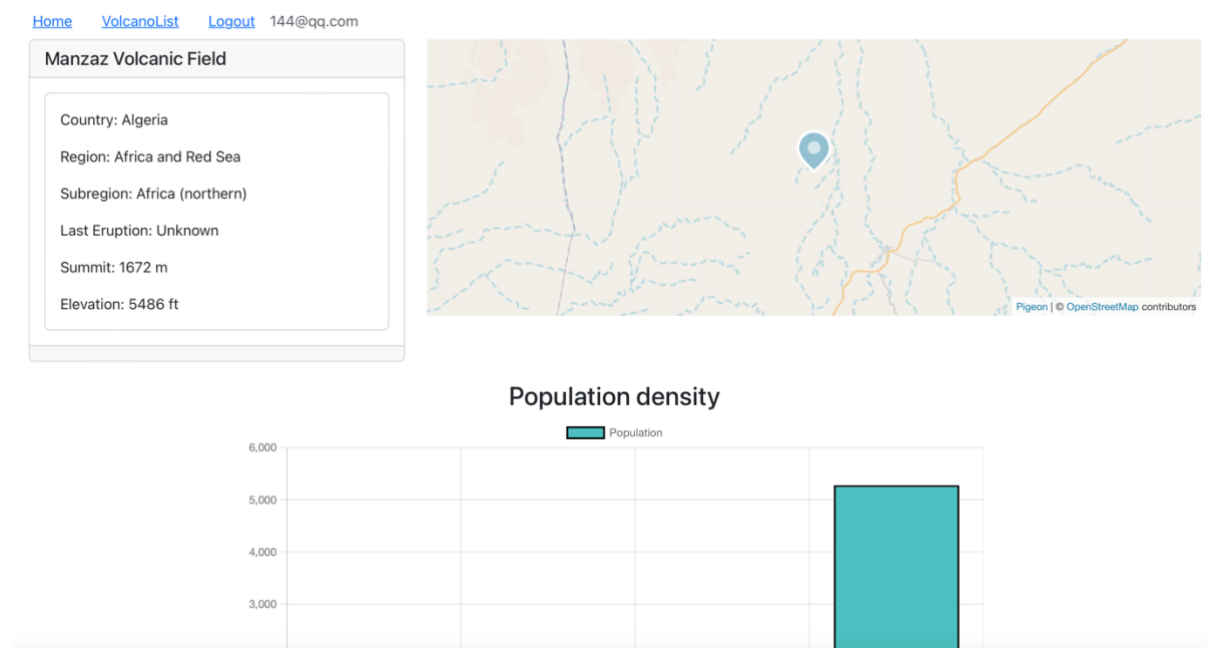 Home VolcanoList Logout 144@qq.com
Manzaz Volcanic Field
Country: Algeria
Region: Africa and Red Sea
Subregion: Africa (northern)
Last Eruption: Unknown
Summit: 1672 m
Elevation: 5486 ft
Pigeon | © OpenStreetMap contributors
Population density
Population
6,000
5,000
4,000
3,000